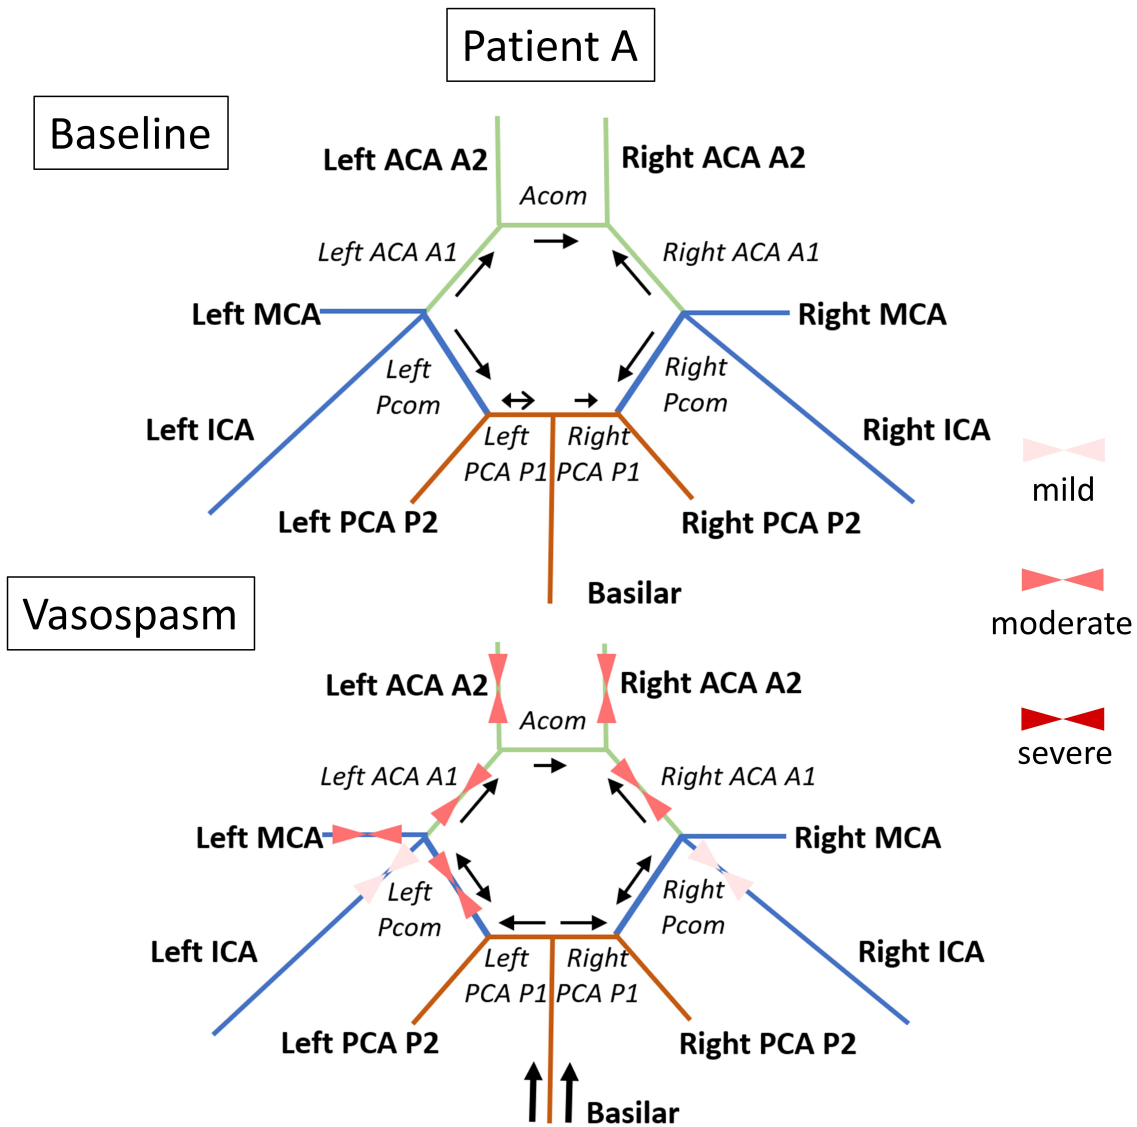 Patient A
Baseline
Left ACA A2
Right ACA A2
Acom
Left ACA A1
Right ACA A1
Left MCA
Right MCA
Left
Pcom
Right
Pcom
Left ICA
Right ICA
Left
PCA P1
Right
PCA P1
Left PCA P2
Right PCA P2
Basilar
mild
moderate
severe
Vasospasm
Left ACA A2
Right ACA A2
Acom
Left ACA A1
Right ACA A1
Left MCA
Right MCA
Left
Pcom
Right
Pcom
Left ICA
Right ICA
Left
PCA P1
Right
PCA P1
Left PCA P2
Right PCA P2
Basilar